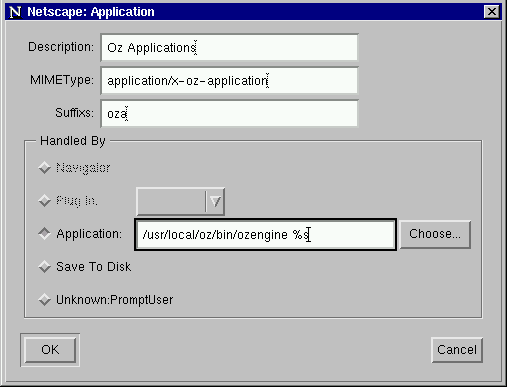 Netscape: Application
Description: Oz Applications
MIMEType: application/x-oz-application
Suffixs: oza
Handled By
Navigator
Plug In:
Application: /usr/local/oz/bin/ozengine %s Choose...
Save To Disk
Unknown:PromptUser
OK Cancel